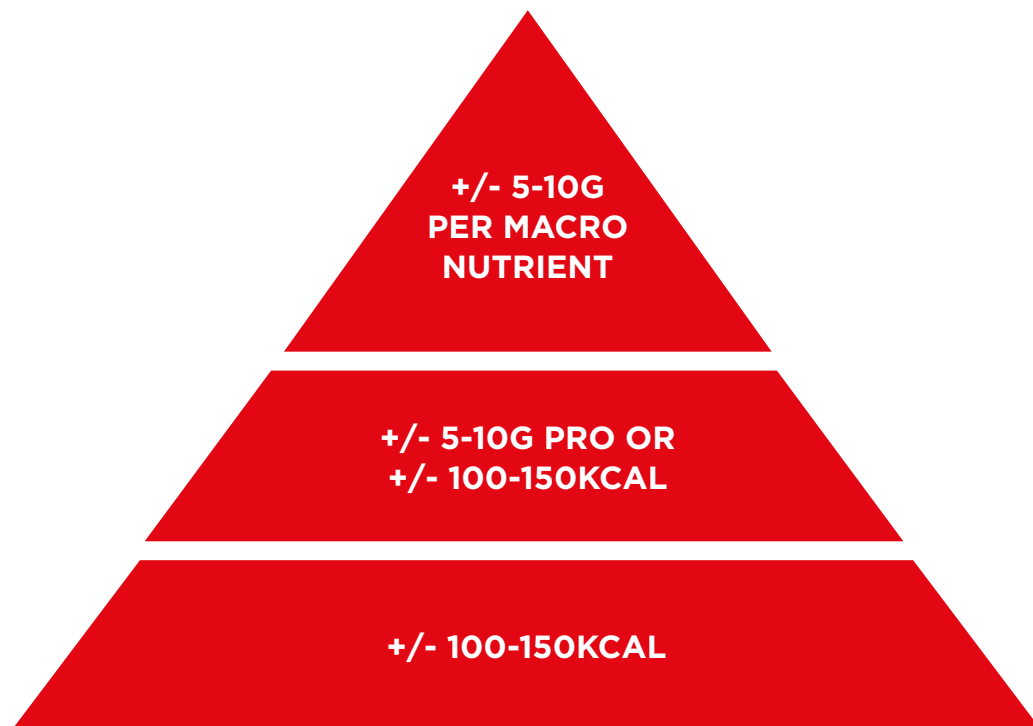 +/- 5-10G
PER MACRO
NUTRIENT
+/- 5-10G PRO OR
+/- 100-150KCAL
+/- 100-150KCAL